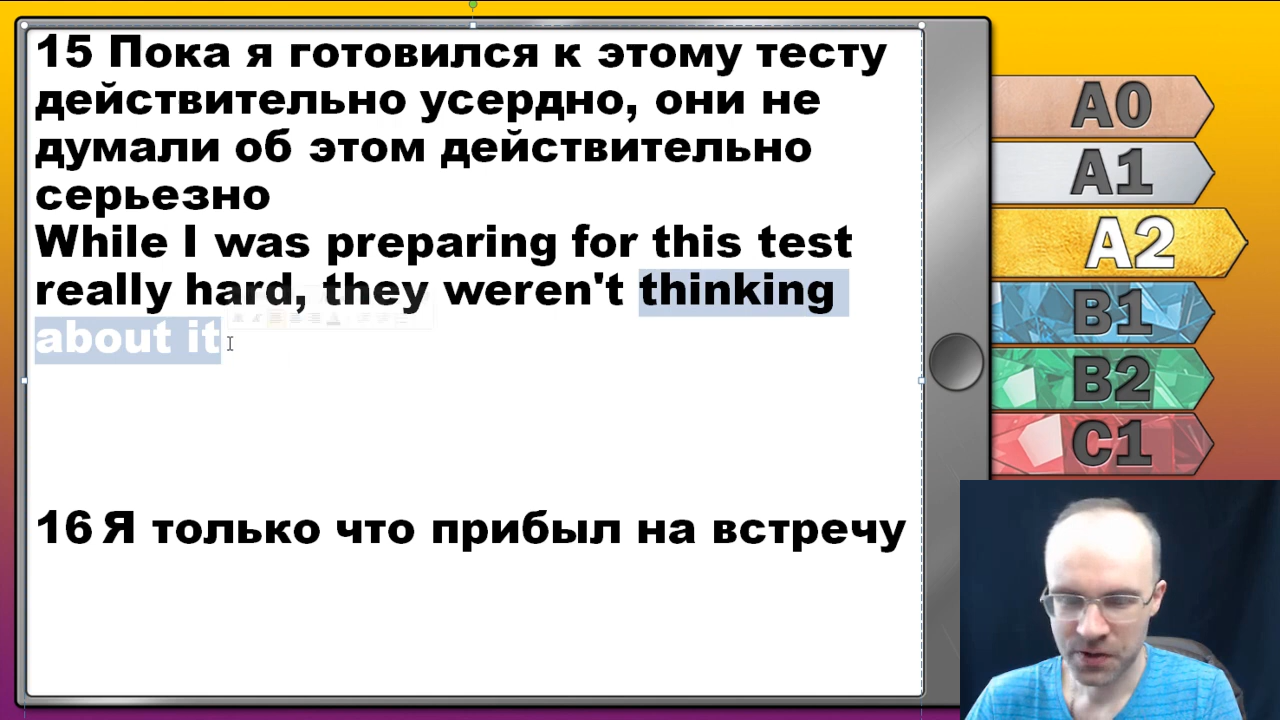 15 Пока я готовился к этому тесту
действительно усердно, они не
думали об этом действительно
серьезно
While I was preparing for this test
really hard, they weren't thinking
about it
16 Я только что прибыл на встречу
A0
A1
A2
B1
B2
C1